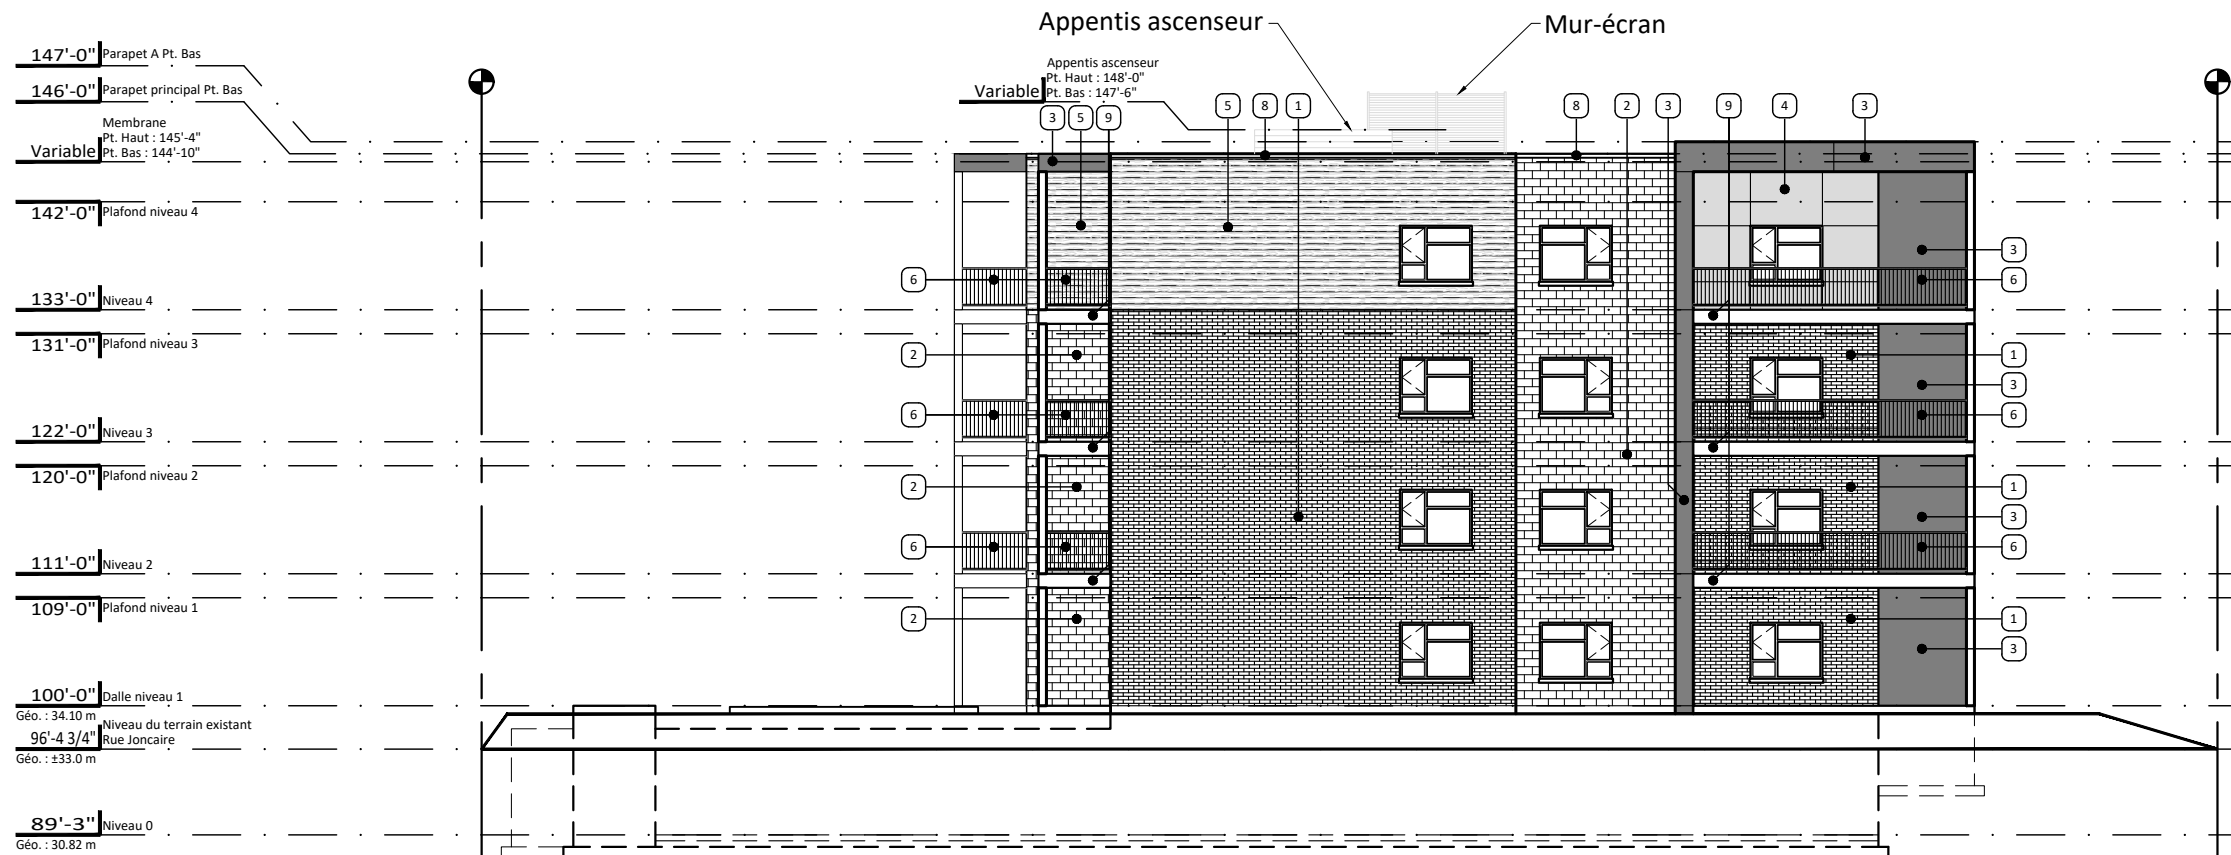 Appentis ascenseur
Mur-écran
147'-0" Parapet A Pt. Bas
146'-0" Parapet principal Pt. Bas
Membrane
Pt. Haut : 145'-4"
Variable Pt. Bas : 144'-10"
142'-0" Plafond niveau 4
133'-0" Niveau 4
131'-0" Plafond niveau 3
122'-0" Niveau 3
120'-0" Plafond niveau 2
111'-0" Niveau 2
109'-0" Plafond niveau 1
100'-0" Dalle niveau 1
Géo. : 34.10 m
Niveau du terrain existant
96'-4 3/4" Rue Joncaire
Géo. : ±33.0 m
89'-3" Niveau 0
Géo. : 30.82 m
Appentis ascenseur
Pt. Haut : 148'-0"
Variable Pt. Bas : 147'-6"
3 5 9 5 8 1 8 2 3 9 4 3
6
2
6
2
6
2
3
6
1
3
6
1
3
6
1
3